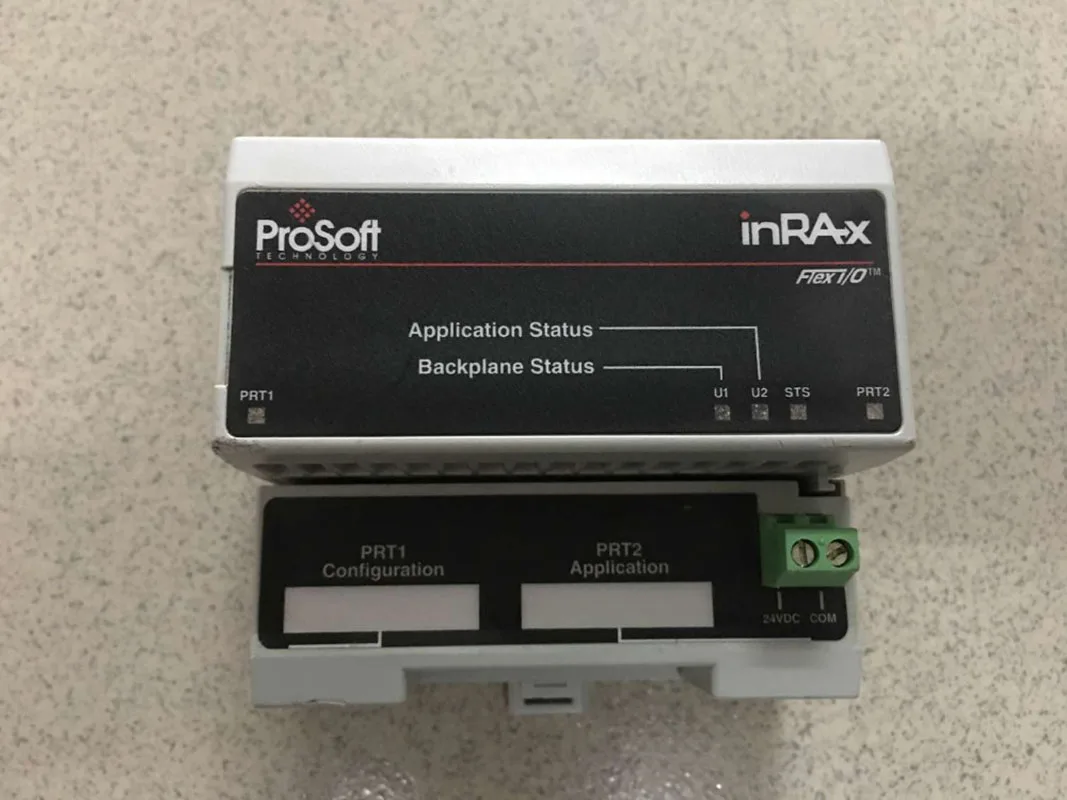 ProSoft
TECHNOLOGY
inRAx
Flex I/O™
Application Status
Backplane Status
PRT1
U1 U2 STS
PRT2
PRT1
Configuration
PRT2
Application
24VDC COM